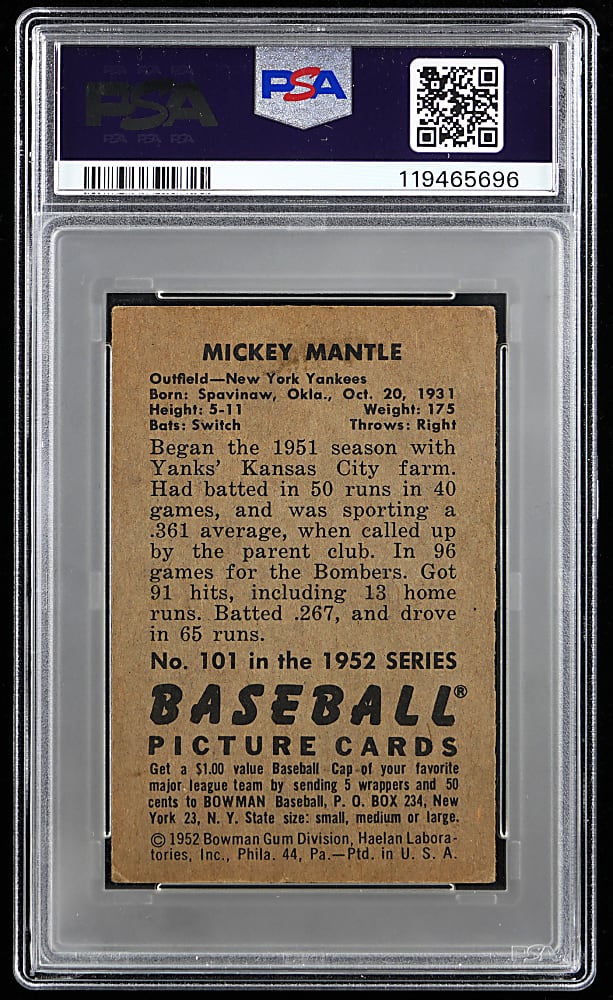 PSA
PSA
PSA PSA PSA
119465696
MICKEY MANTLE
Outfield—New York Yankees
Born: Spavinaw, Okla., Oct. 20, 1931
Height: 5-11 Weight: 175
Bats: Switch Throws: Right
Began the 1951 season with
Yanks' Kansas City farm.
Had batted in 50 runs in 40
games, and was sporting a
.361 average, when called up
by the parent club. In 96
games for the Bombers. Got
91 hits, including 13 home
runs. Batted .267, and drove
in 65 runs.
No. 101 in the 1952 SERIES
BASEBALL®
PICTURE CARDS
Get a $1.00 value Baseball Cap of your favorite
major league team by sending 5 wrappers and 50
cents to BOWMAN Baseball, P. O. BOX 234, New
York 23, N. Y. State size: small, medium or large.
© 1952 Bowman Gum Division, Haelan Labora-
tories, Inc., Phila. 44, Pa.—Ptd. in U. S. A.
PSA